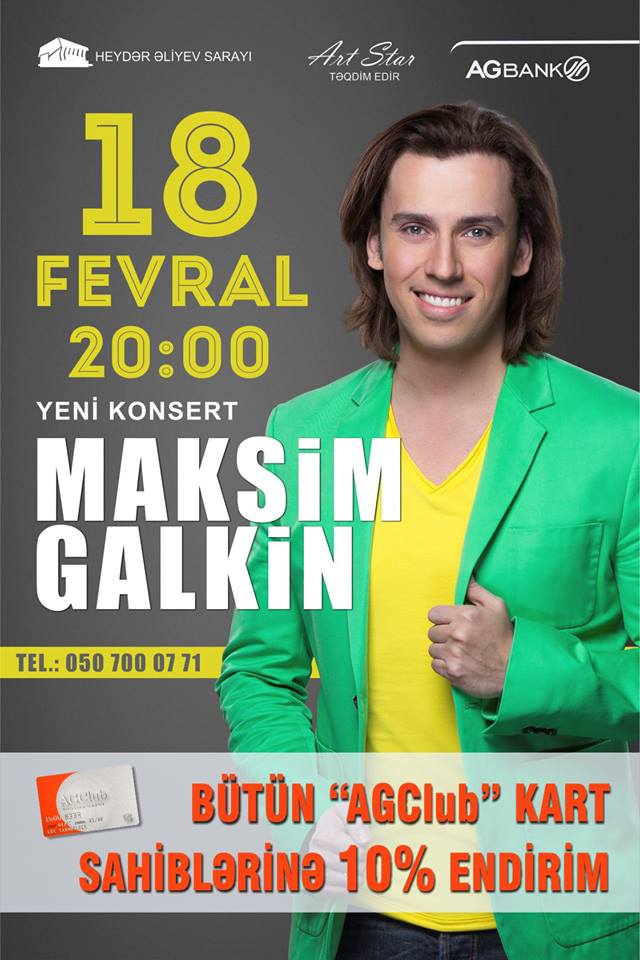 HEYDƏR ƏLİYEV SARAYI
Art Star
TƏQDİM EDİR
AGBANK
18
FEVRAL
20:00
YENİ KONSERT
MAKSİM
GALKİN
TEL.: 050 700 07 71
AGClub
BÜTÜN “AGClub” KART
SAHİBLƏRİNƏ 10% ENDİRİM